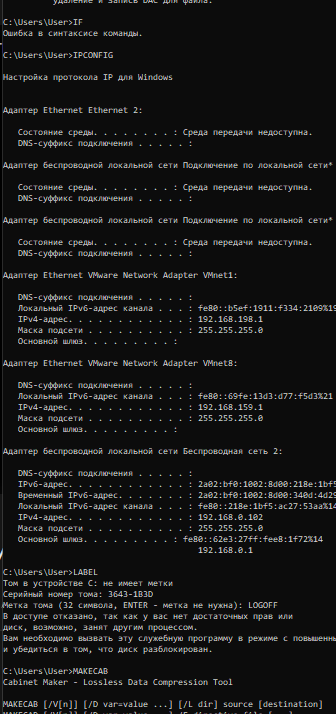 удаление и запись DAC для файла.
C:\Users\User>IF
Ошибка в синтаксисе команды.
C:\Users\User>IPCONFIG
Настройка протокола IP для Windows
Адаптер Ethernet Ethernet 2:
Состояние среды. . . . . . . . : Среда передачи недоступна.
DNS-суффикс подключения . . . . . :
Адаптер беспроводной локальной сети Подключение по локальной сети*
Состояние среды. . . . . . . . : Среда передачи недоступна.
DNS-суффикс подключения . . . . . :
Адаптер беспроводной локальной сети Подключение по локальной сети*
Состояние среды. . . . . . . . : Среда передачи недоступна.
DNS-суффикс подключения . . . . . :
Адаптер Ethernet VMware Network Adapter VMnet1:
DNS-суффикс подключения . . . . . :
Локальный IPv6-адрес канала . . . : fe80::b5ef:1911:f334:2109%19
IPv4-адрес. . . . . . . . . . . . : 192.168.198.1
Маска подсети . . . . . . . . . . : 255.255.255.0
Основной шлюз. . . . . . . . . :
Адаптер Ethernet VMware Network Adapter VMnet8:
DNS-суффикс подключения . . . . . :
Локальный IPv6-адрес канала . . . : fe80::69fe:13d3:d77:f5d3%21
IPv4-адрес. . . . . . . . . . . . : 192.168.159.1
Маска подсети . . . . . . . . . . : 255.255.255.0
Основной шлюз. . . . . . . . . :
Адаптер беспроводной локальной сети Беспроводная сеть 2:
DNS-суффикс подключения . . . . . :
IPv6-адрес. . . . . . . . . . . . : 2a02:bf0:1002:8d00:218e:1bf5
Временный IPv6-адрес. . . . . . . : 2a02:bf0:1002:8d00:340d:4d29
Локальный IPv6-адрес канала . . . : fe80::218e:1bf5:ac27:53aa%14
IPv4-адрес. . . . . . . . . . . . : 192.168.0.102
Маска подсети . . . . . . . . . . : 255.255.255.0
Основной шлюз. . . . . . . . . : fe80::62e3:27ff:fee8:1f72%14
192.168.0.1
C:\Users\User>LABEL
Том в устройстве C: не имеет метки
Серийный номер тома: 3643-1B3D
Метка тома (32 символа, ENTER - метка не нужна): LOGOFF
В доступе отказано, так как у вас нет достаточных прав или
диск, возможно, занят другим процессом.
Вам необходимо вызвать эту служебную программу в режиме с повышенны
и убедиться в том, что диск разблокирован.
C:\Users\User>MAKECAB
Cabinet Maker - Lossless Data Compression Tool
MAKECAB [/V[n]] [/D var=value ...] [/L dir] source [destination]